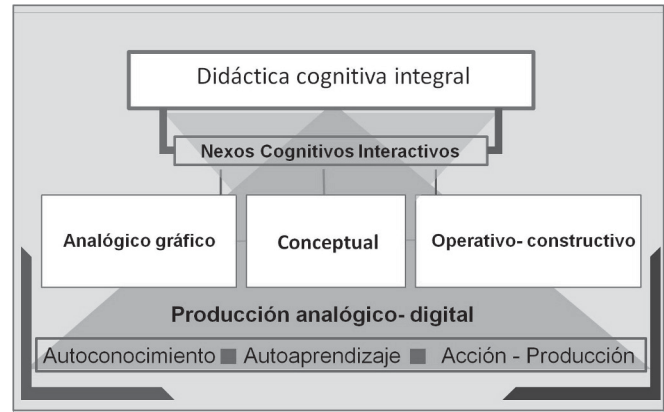 Didáctica cognitiva integral
Nexos Cognitivos Interactivos
Analógico gráfico
Conceptual
Operativo- constructivo
Producción analógico- digital
Autoconocimiento ■ Autoaprendizaje ■ Acción - Producción